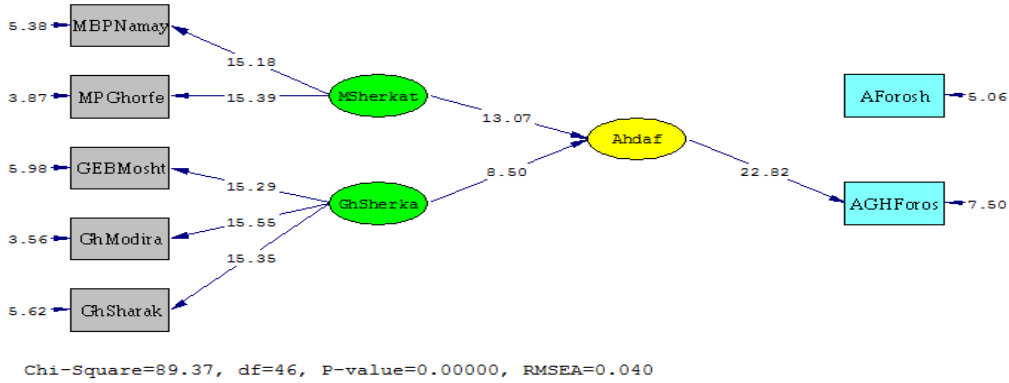 5.38 MBPNamay
15.18
3.87 MPGhorfe 15.39 MSherkat
AForosh 5.06
13.07
Ahdaf
5.98 GEBMosht
8.50
22.82
15.29
GhSherka
AGHForos 7.50
15.55
3.56 GhModira
15.35
5.62 GhSharak
Chi-Square=89.37, df=46, P-value=0.00000, RMSEA=0.040